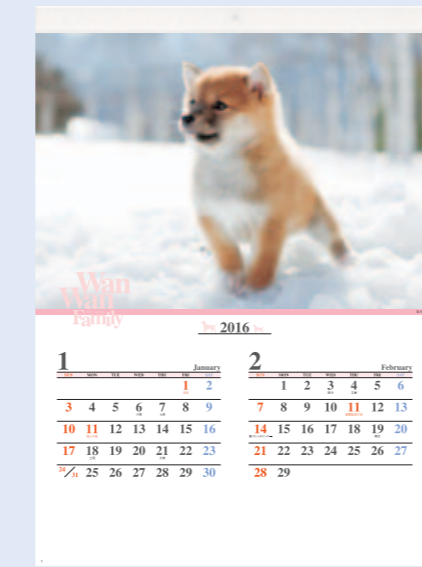 Wan
Wan
Family
2016
1 January
SUN MON TUE WED THU FRI SAT
1 2
3 4 5 6 7 8 9
10 11 12 13 14 15 16
17 18 19 20 21 22 23
24/31 25 26 27 28 29 30
2 February
SUN MON TUE WED THU FRI SAT
1 2 3 4 5 6
7 8 9 10 11 12 13
14 15 16 17 18 19 20
21 22 23 24 25 26 27
28 29